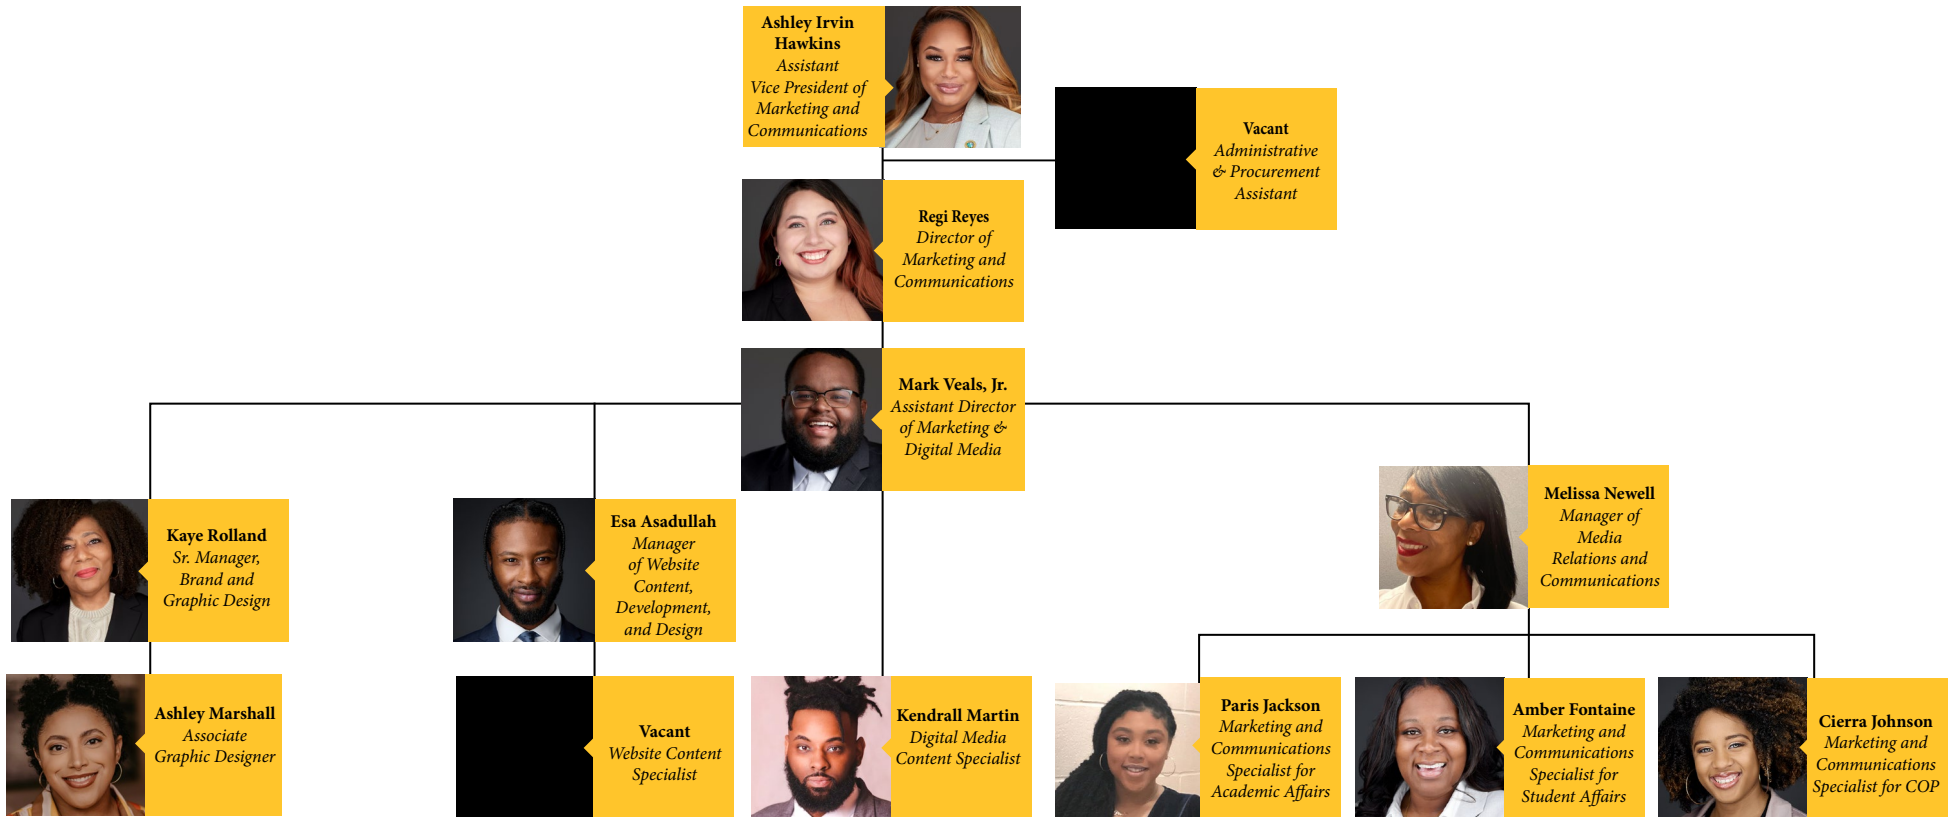 Ashley Irvin
Hawkins
Assistant
Vice President of
Marketing and
Communications
Vacant
Administrative
& Procurement
Assistant
Regi Reyes
Director of
Marketing and
Communications
Mark Veals, Jr.
Assistant Director
of Marketing &
Digital Media
Kaye Rolland
Sr. Manager,
Brand and
Graphic Design
Esa Asadullah
Manager
of Website
Content,
Development,
and Design
Melissa Newell
Manager of
Media
Relations and
Communications
Ashley Marshall
Associate
Graphic Designer
Vacant
Website Content
Specialist
Kendrall Martin
Digital Media
Content Specialist
Paris Jackson
Marketing and
Communications
Specialist for
Academic Affairs
Amber Fontaine
Marketing and
Communications
Specialist for
Student Affairs
Cierra Johnson
Marketing and
Communications
Specialist for COP